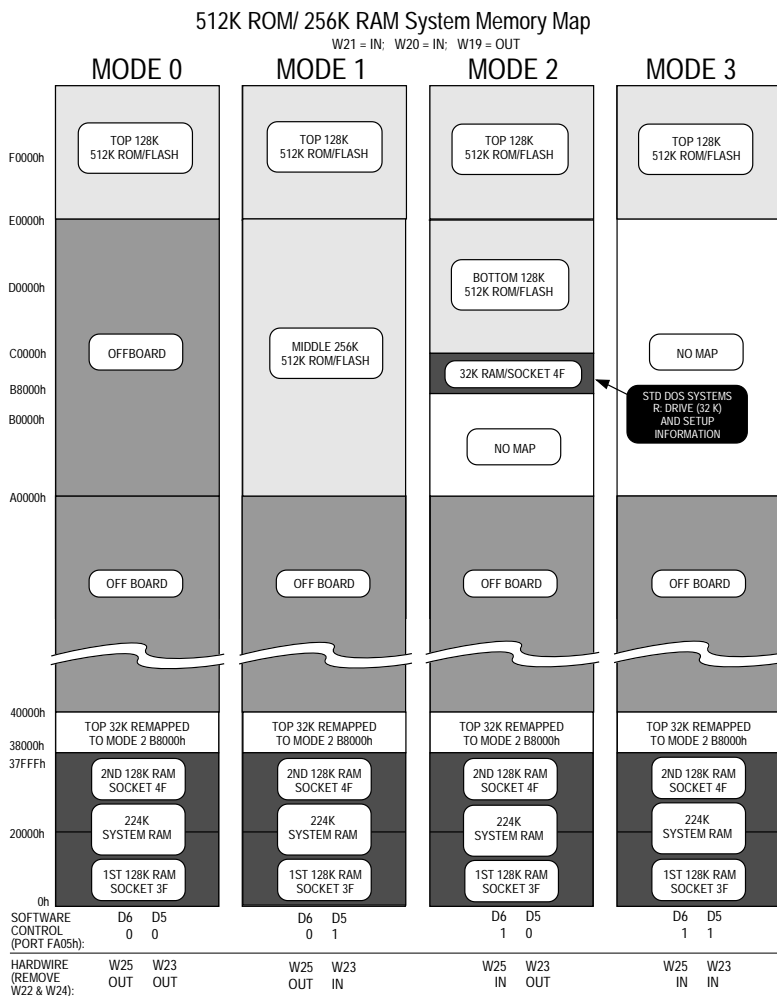 512K ROM/ 256K RAM System Memory Map
W21 = IN; W20 = IN; W19 = OUT
MODE 0 MODE 1 MODE 2 MODE 3
TOP 128K
512K ROM/FLASH
TOP 128K
512K ROM/FLASH
TOP 128K
512K ROM/FLASH
TOP 128K
512K ROM/FLASH
F0000h
E0000h
D0000h
BOTTOM 128K
512K ROM/FLASH
C0000h
OFFBOARD
MIDDLE 256K
512K ROM/FLASH
NO MAP
32K RAM/SOCKET 4F
B8000h
STD DOS SYSTEMS
R: DRIVE (32 K)
AND SETUP
INFORMATION
B0000h
NO MAP
A0000h
OFF BOARD OFF BOARD OFF BOARD OFF BOARD
40000h
TOP 32K REMAPPED
TO MODE 2 B8000h
TOP 32K REMAPPED
TO MODE 2 B8000h
TOP 32K REMAPPED
TO MODE 2 B8000h
TOP 32K REMAPPED
TO MODE 2 B8000h
38000h
37FFFh
2ND 128K RAM
SOCKET 4F
2ND 128K RAM
SOCKET 4F
2ND 128K RAM
SOCKET 4F
2ND 128K RAM
SOCKET 4F
224K
SYSTEM RAM
224K
SYSTEM RAM
224K
SYSTEM RAM
224K
SYSTEM RAM
20000h
1ST 128K RAM
SOCKET 3F
1ST 128K RAM
SOCKET 3F
1ST 128K RAM
SOCKET 3F
1ST 128K RAM
SOCKET 3F
0h
SOFTWARE
CONTROL
(PORT FA05h):
D6 D5
0 0
D6 D5
0 1
D6 D5
1 0
D6 D5
1 1
HARDWIRE
(REMOVE
W22 & W24):
W25 W23
OUT OUT
W25 W23
OUT IN
W25 W23
IN OUT
W25 W23
IN IN